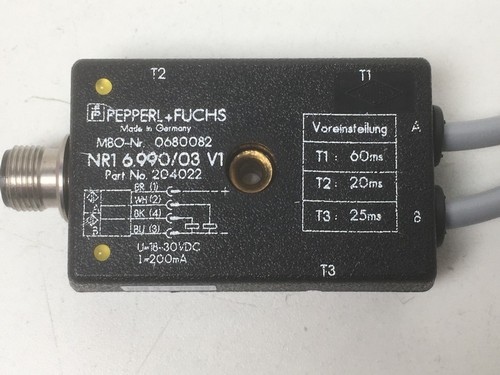 T2
T1
PEPPERL+FUCHS
Made in Germany
MBO-Nr. 0680082
NR1 6.990/03 V1
Part No. 204022
BR (1)
WH (2)
BK (4)
BU (3)
U=18-30VDC
I=200mA
Voreinstellung
T1: 60ms
T2: 20ms
T3: 25ms
A
B
T3